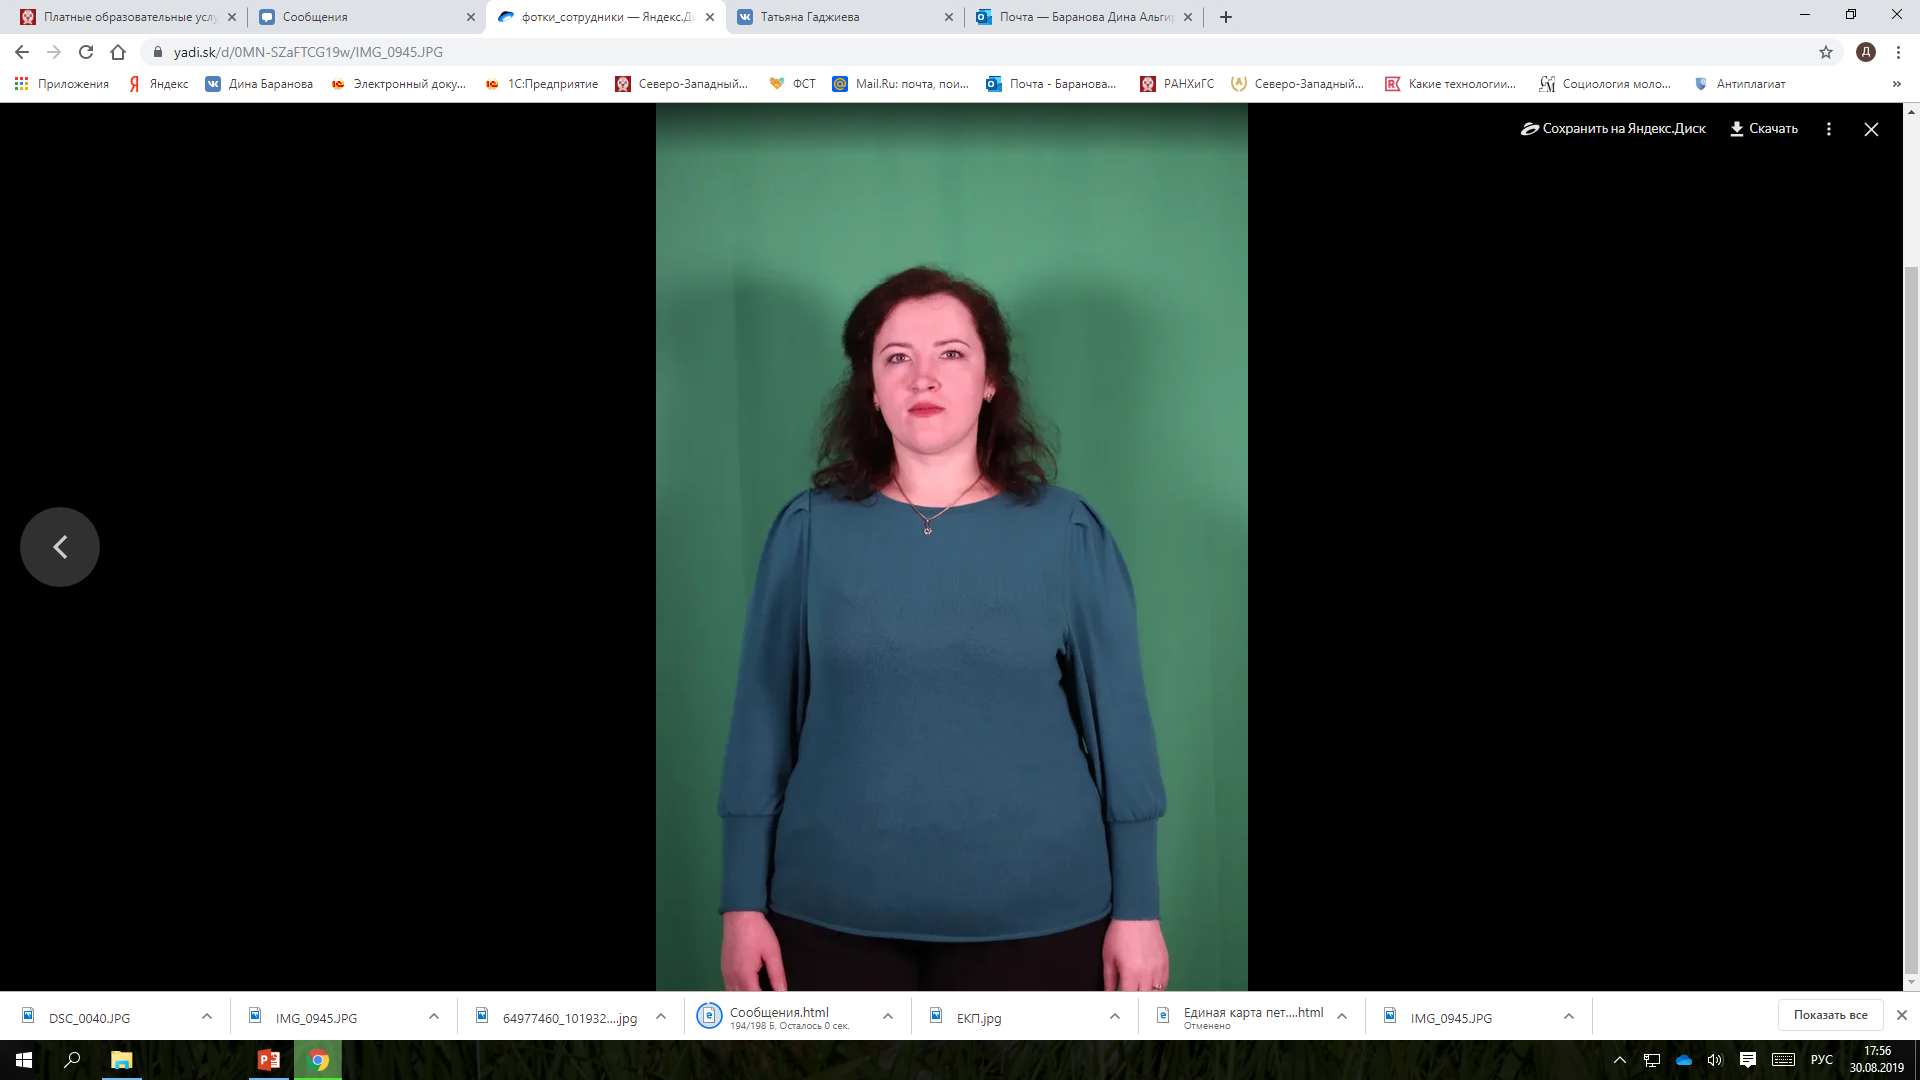 Платные образовательные услу
Сообщения
фотки_сотрудники — Яндекс.Ди
Татьяна Гаджиева
Почта — Баранова Дина Альгир
yadi.sk/d/0MN-SZaFTCG19w/IMG_0945.JPG
Д
Приложения
Яндекс
Дина Баранова
Электронный доку...
1С:Предприятие
Северо-Западный...
ФСТ
Mail.Ru: почта, пои...
Почта - Баранова...
РАНХиГС
Северо-Западный...
Какие технологии...
Социология моло...
Антиплагиат
»
Сохранить на Яндекс.Диск
Скачать
DSC_0040.JPG
IMG_0945.JPG
64977460_101932....jpg
Сообщения.html
194/198 Б, Осталось 0 сек.
ЕКП.jpg
Единая карта пет....html
Отменено
IMG_0945.JPG
Показать все
РУС
17:56
30.08.2019